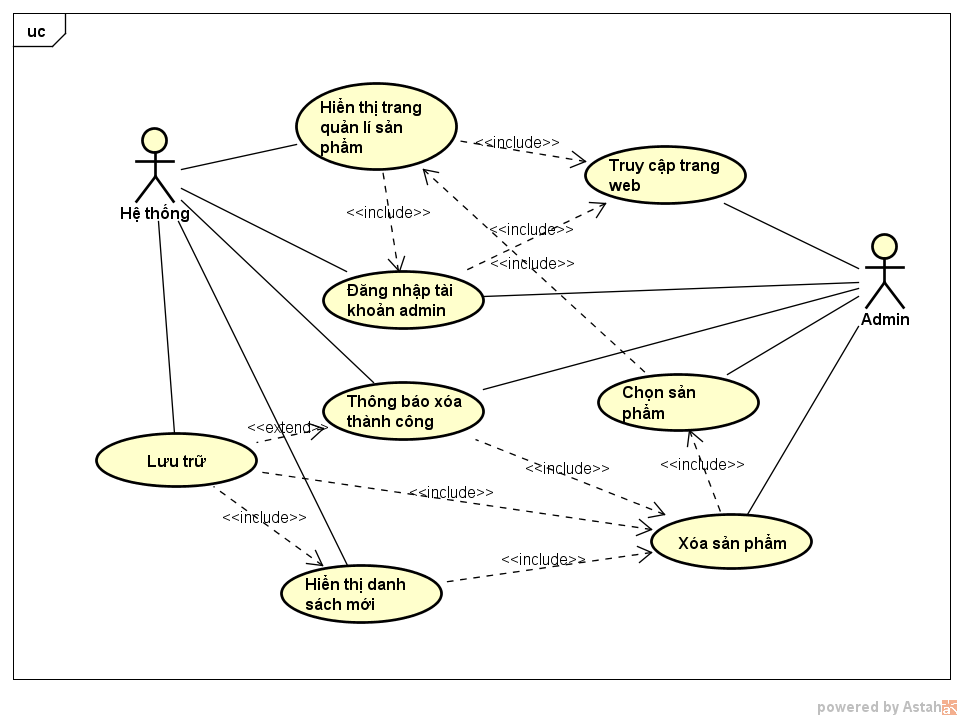 uc
Hiển thị trang
quản lí sản
phẩm
<<include>>
Truy cập trang
web
Hệ thống
<<include>>
<<include>>
<<include>>
Đăng nhập tài
khoản admin
Admin
Thông báo xóa
thành công
Chọn sản
phẩm
<<extend>>
Lưu trữ
<<include>>
<<include>>
<<include>>
<<include>>
Xóa sản phẩm
<<include>>
Hiển thị danh
sách mới
powered by Astah